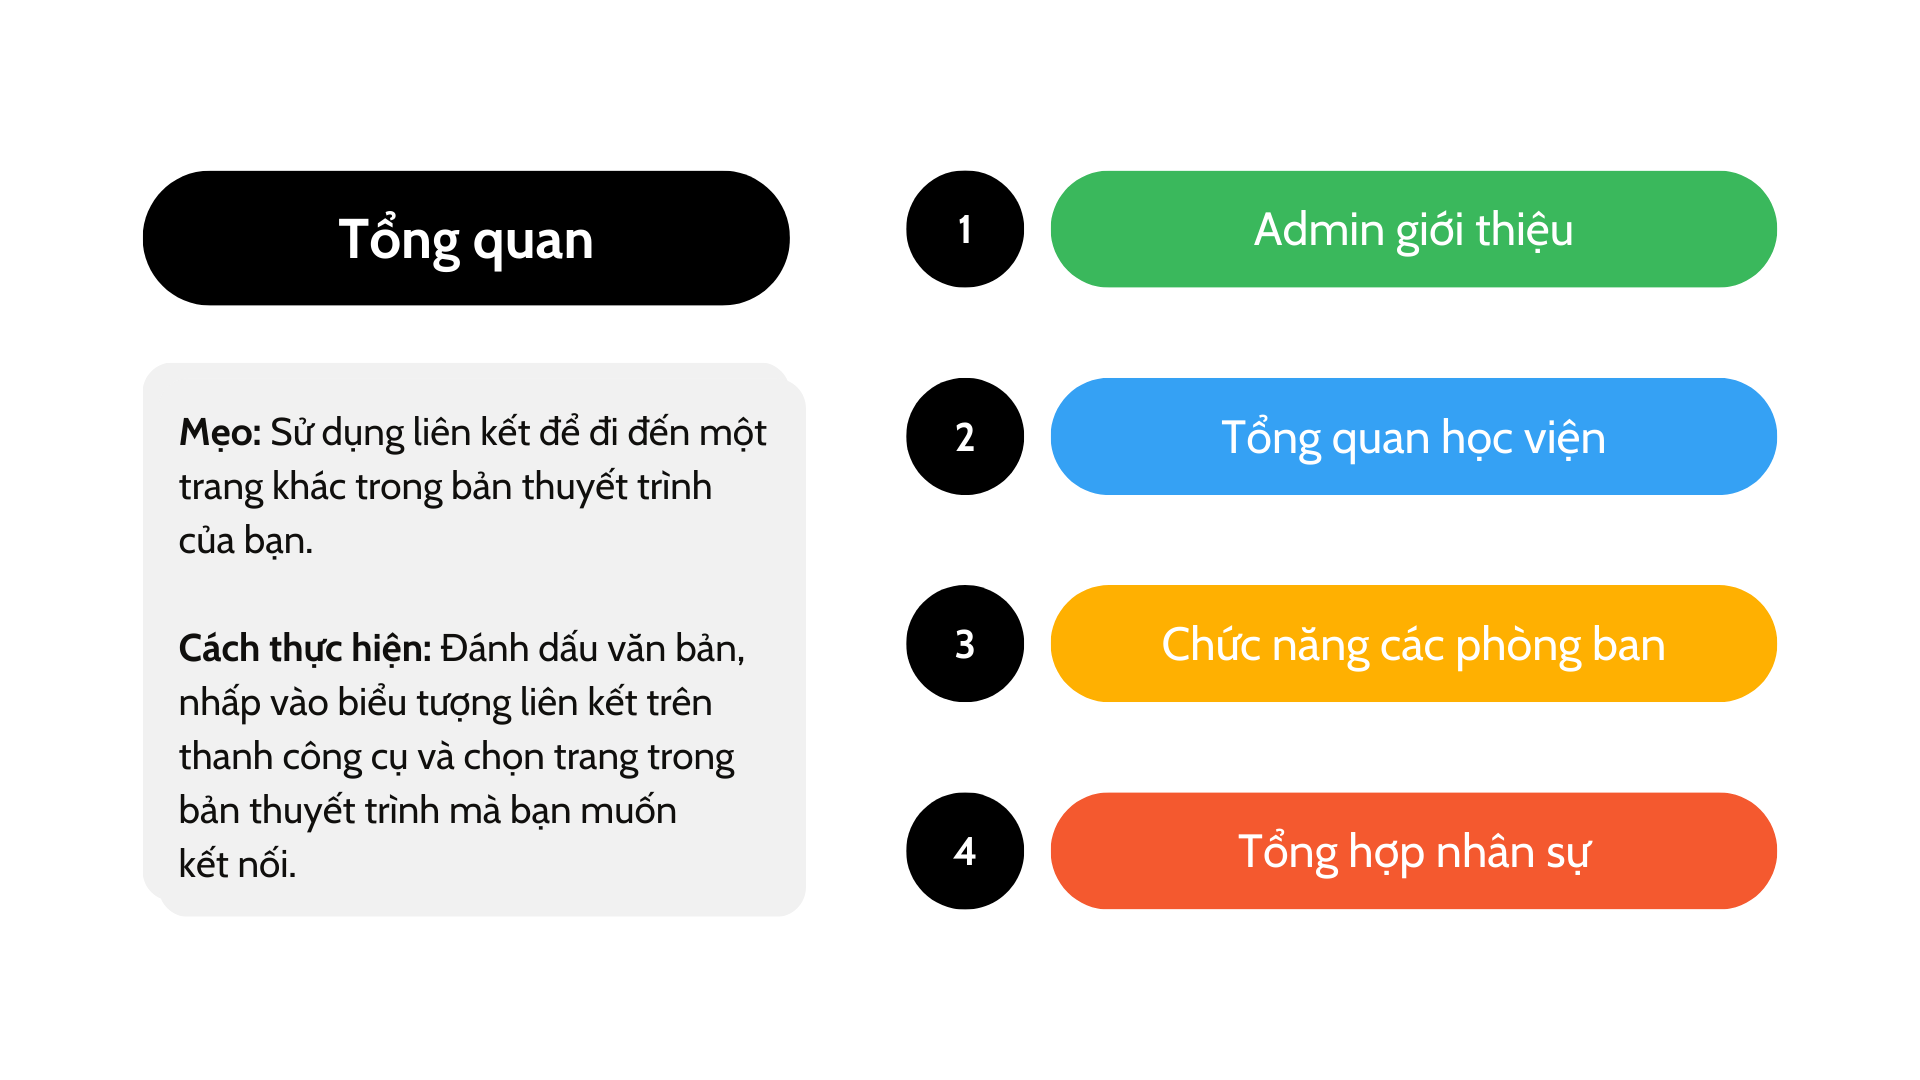 Tổng quan
Mẹo: Sử dụng liên kết để đi đến một
trang khác trong bản thuyết trình
của bạn.
Cách thực hiện: Đánh dấu văn bản,
nhấp vào biểu tượng liên kết trên
thanh công cụ và chọn trang trong
bản thuyết trình mà bạn muốn
kết nối.
1
Admin giới thiệu
2
Tổng quan học viện
3
Chức năng các phòng ban
4
Tổng hợp nhân sự